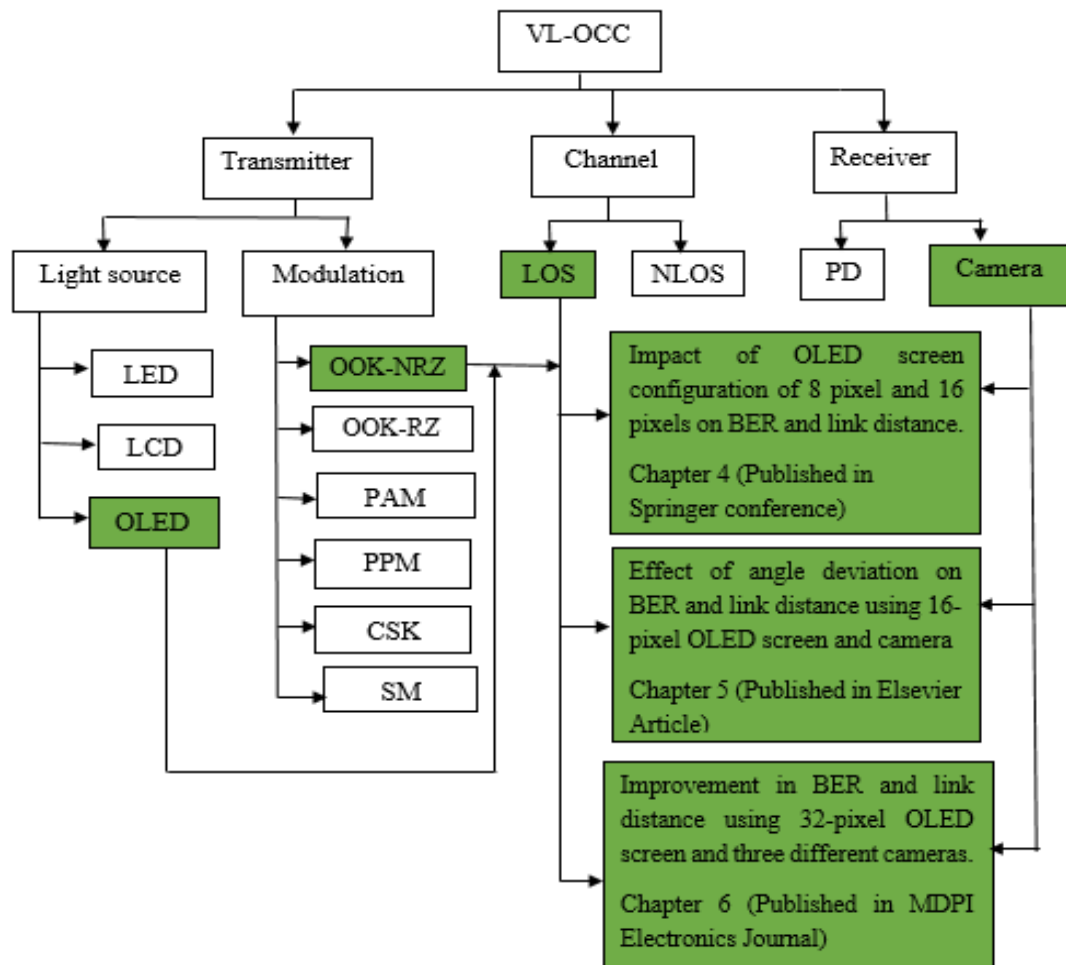 VL-OCC
Transmitter
Channel
Receiver
Light source
Modulation
LOS
NLOS
PD
Camera
LED
LCD
OLED
OOK-NRZ
OOK-RZ
PAM
PPM
CSK
SM
Impact of OLED screen
configuration of 8 pixel and 16
pixels on BER and link distance.
Chapter 4 (Published in
Springer conference)
Effect of angle deviation on
BER and link distance using 16-
pixel OLED screen and camera
Chapter 5 (Published in Elsevier
Article)
Improvement in BER and link
distance using 32-pixel OLED
screen and three different cameras.
Chapter 6 (Published in MDPI
Electronics Journal)